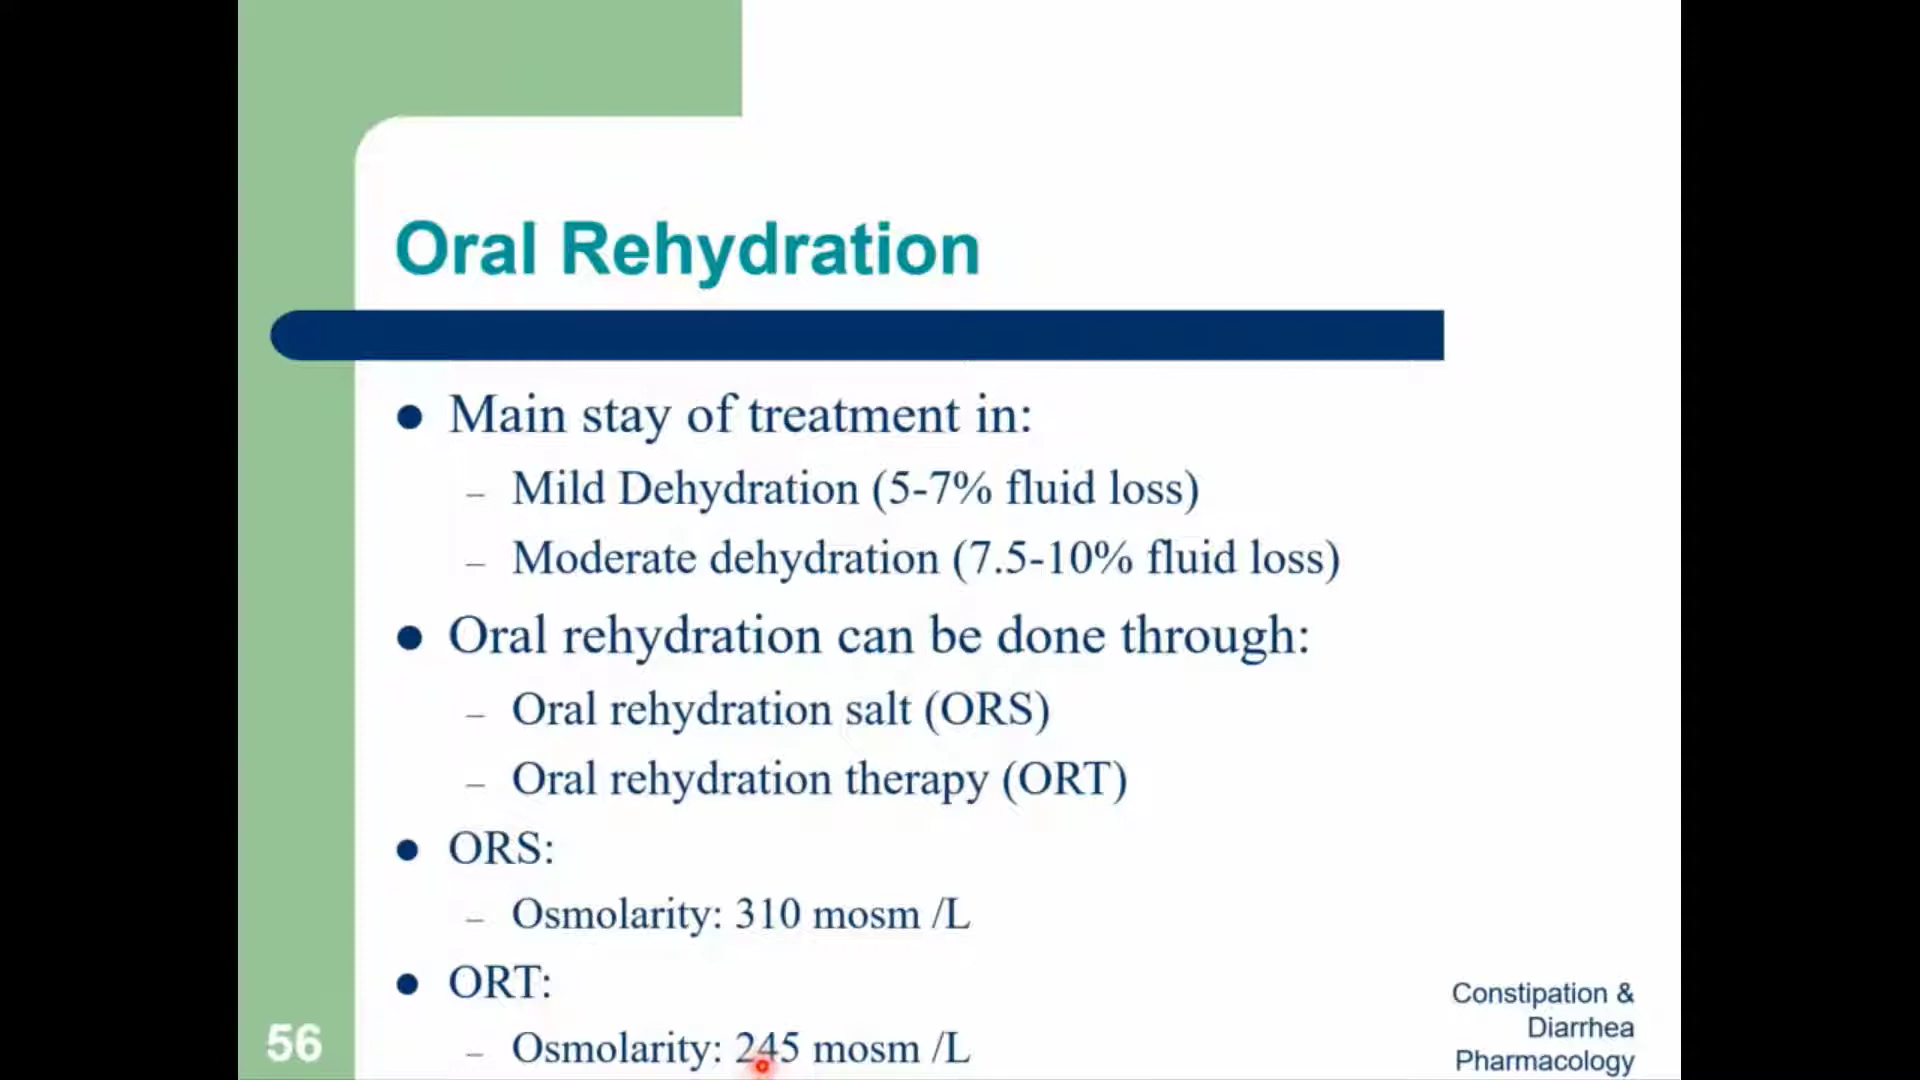 Oral Rehydration
● Main stay of treatment in:
– Mild Dehydration (5-7% fluid loss)
– Moderate dehydration (7.5-10% fluid loss)
● Oral rehydration can be done through:
– Oral rehydration salt (ORS)
– Oral rehydration therapy (ORT)
● ORS:
– Osmolarity: 310 mosm /L
● ORT:
– Osmolarity: 245 mosm /L
56
Constipation &
Diarrhea
Pharmacology